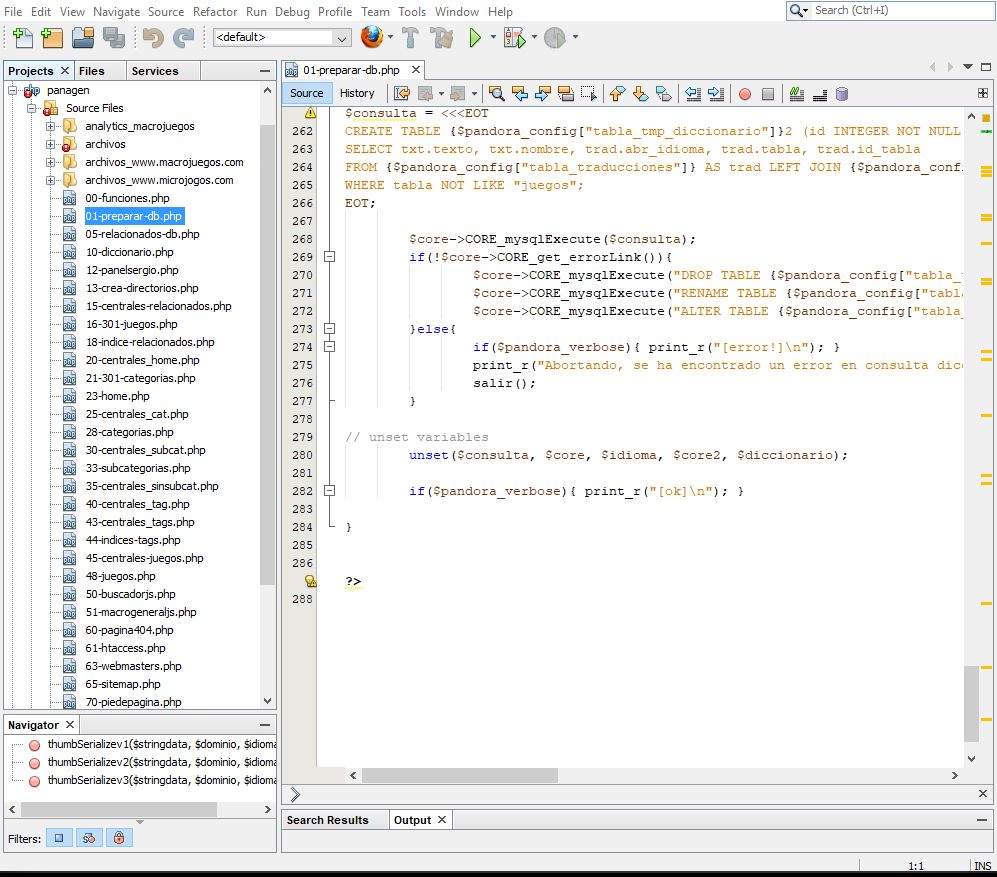 File Edit View Navigate Source Refactor Run Debug Profile Team Tools Window Help
Search (Ctrl+I)
<default>
Projects Files Services
panagen
Source Files
analytics_macrojuegos
archivos
archivos_www.macrojuegos.com
archivos_www.microjogos.com
00-funciones.php
01-preparar-db.php
05-relacionados-db.php
10-diccionario.php
12-panelsergio.php
13-crea-directorios.php
15-centrales-relacionados.php
16-301-juegos.php
18-indice-relacionados.php
20-centrales_home.php
21-301-categorias.php
23-home.php
25-centrales_cat.php
28-categorias.php
30-centrales_subcat.php
33-subcategorias.php
35-centrales_sinsubcat.php
40-centrales_tag.php
43-centrales_tags.php
44-indices-tags.php
45-centrales-juegos.php
48-juegos.php
50-buscadorjs.php
51-macrogeneraljs.php
60-pagina404.php
61-htaccess.php
63-webmasters.php
65-sitemap.php
70-piedepagina.php
Navigator
thumbSerializev1($stringdata, $dominio, $idioma
thumbSerializev2($stringdata, $dominio, $idioma
thumbSerializev3($stringdata, $dominio, $idioma
Filters:
01-preparar-db.php
Source History
$consulta = <<<EOT
262 CREATE TABLE {$pandora_config["tabla_tmp_diccionario"]}2 (id INTEGER NOT NULL
263 SELECT txt.texto, txt.nombre, trad.abr_idioma, trad.tabla, trad.id_tabla
264 FROM {$pandora_config["tabla_traducciones"]} AS trad LEFT JOIN {$pandora_confi
265 WHERE tabla NOT LIKE "juegos";
266 EOT;
267
268 $core->CORE_mysqlExecute($consulta);
269 if(!$core->CORE_get_errorLink()){
270 $core->CORE_mysqlExecute("DROP TABLE {$pandora_config["tabla_
271 $core->CORE_mysqlExecute("RENAME TABLE {$pandora_config["tabl
272 $core->CORE_mysqlExecute("ALTER TABLE {$pandora_config["tabla_
273 }else{
274 if($pandora_verbose){ print_r("[error!]\n"); }
275 print_r("Abortando, se ha encontrado un error en consulta dicc
276 salir();
277 }
278
279 // unset variables
280 unset($consulta, $core, $idioma, $core2, $diccionario);
281
282 if($pandora_verbose){ print_r("[ok]\n"); }
283
284 }
285
286
?>
288
Search Results Output
1:1 INS